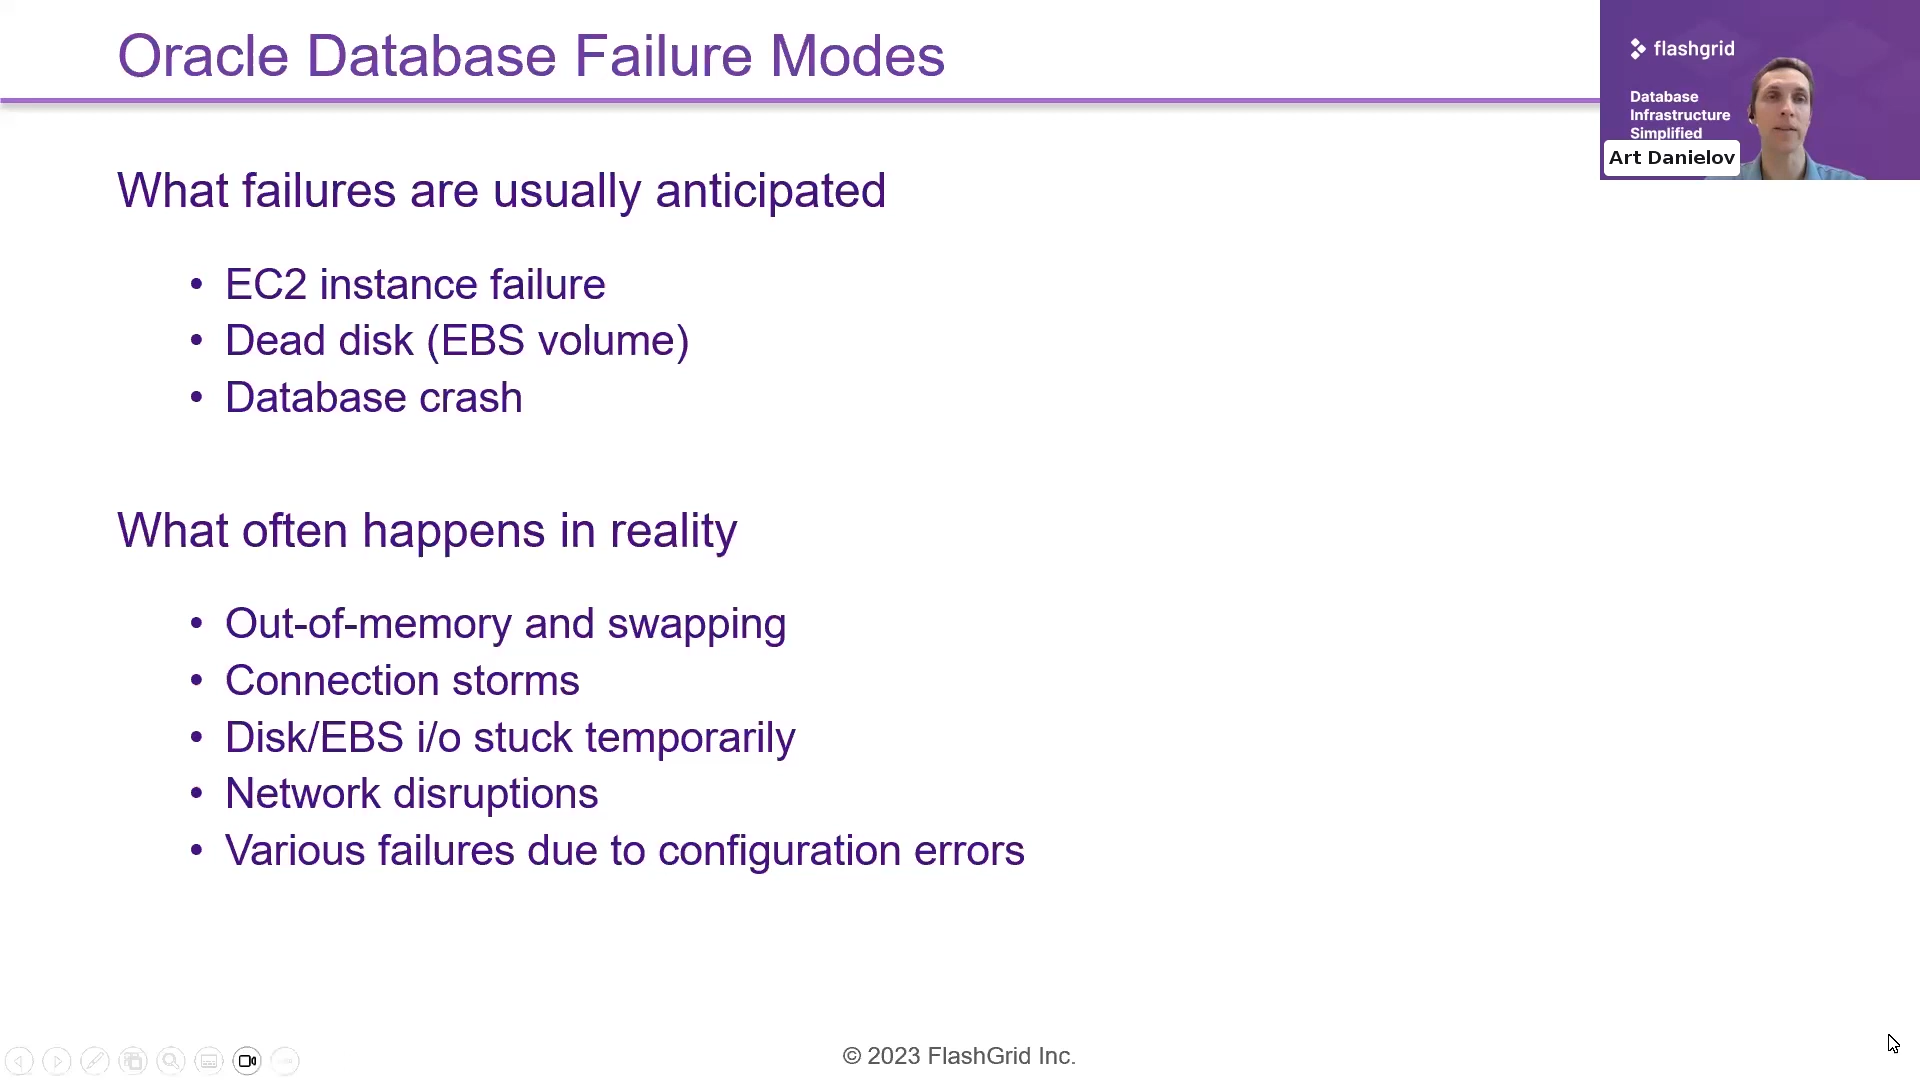 Oracle Database Failure Modes
flashgrid
Database
Infrastructure
Simplified
Art Danielov
What failures are usually anticipated
• EC2 instance failure
• Dead disk (EBS volume)
• Database crash
What often happens in reality
• Out-of-memory and swapping
• Connection storms
• Disk/EBS i/o stuck temporarily
• Network disruptions
• Various failures due to configuration errors
© 2023 FlashGrid Inc.